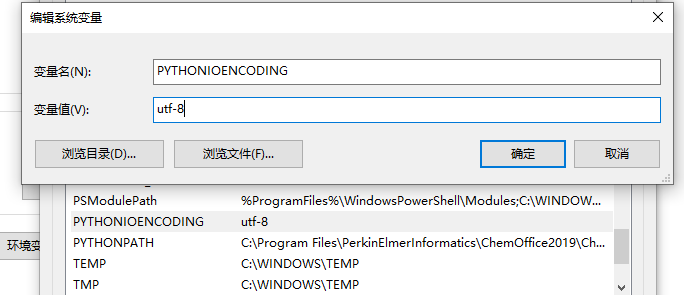 编辑系统变量
变量名(N):
PYTHONIOENCODING
变量值(V):
utf-8
浏览目录(D)...
浏览文件(F)...
确定
取消
PSModulePath %ProgramFiles%\WindowsPowerShell\Modules;C:\WINDOW...
PYTHONIOENCODING utf-8
PYTHONPATH C:\Program Files\PerkinElmerInformatics\ChemOffice2019\Ch...
环境变
TEMP C:\WINDOWS\TEMP
TMP C:\WINDOWS\TEMP